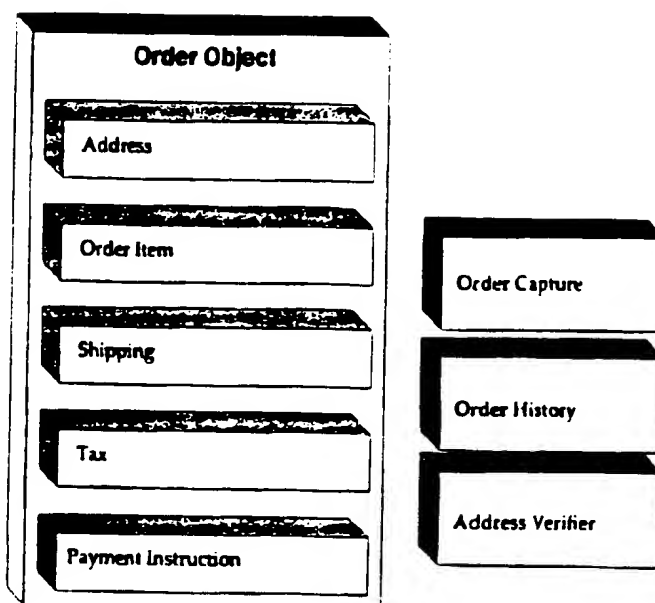 Order Object
Address
Order Item
Shipping
Tax
Payment Instruction
Order Capture
Order History
Address Verifier